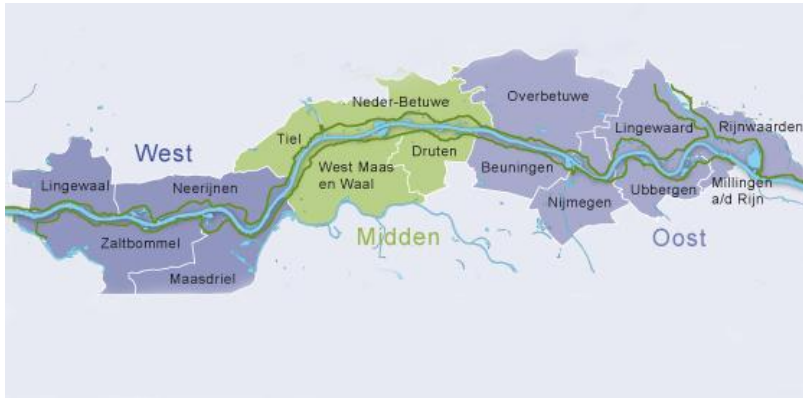 Overbetuwe
Neder-Betuwe
Lingewaard
Rijnwaarden
Tiel
Druten
West
West Maas
en Waal
Beuningen
Lingewaal
Neerijnen
Ubbergen
Millingen
a/d Rijn
Nijmegen
Zaltbommel
Midden
Oost
Maasdriel